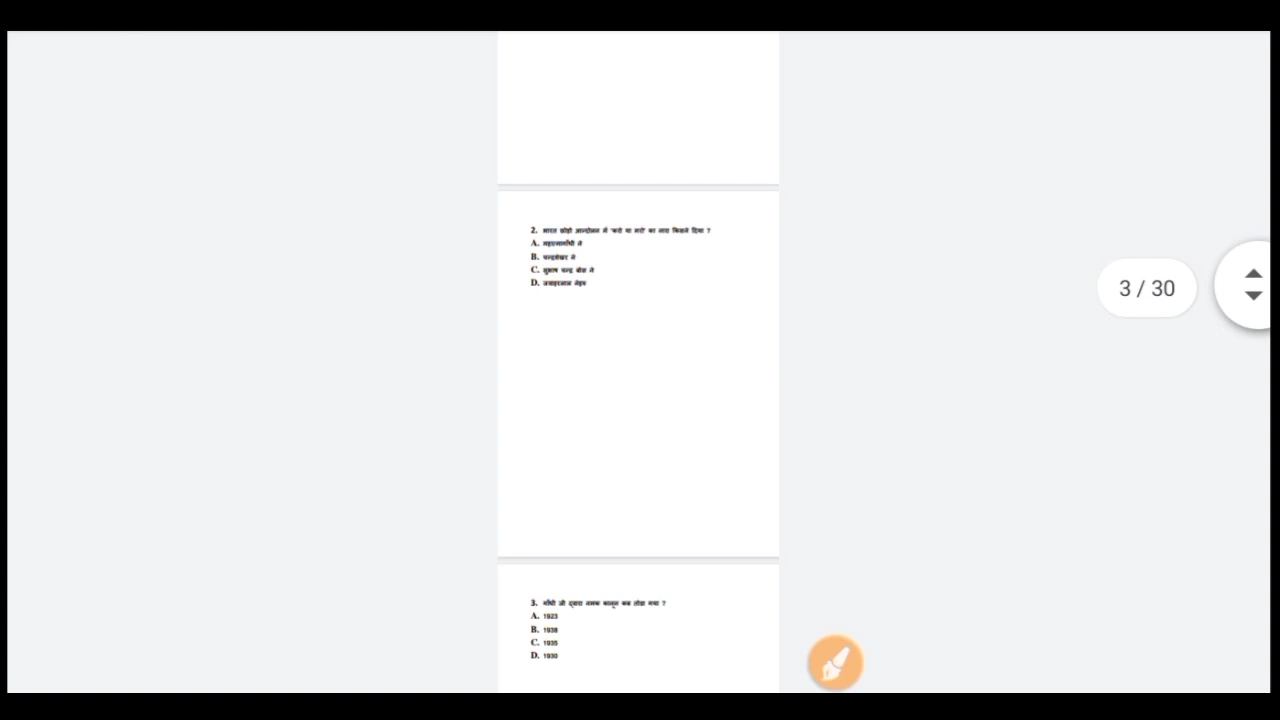 2. भारत छोड़ो आन्दोलन में 'करो या मरो' का नारा किसने दिया ?
A. महात्मागाँधी ने
B. चन्द्रशेखर ने
C. सुभाष चन्द्र बोस ने
D. जवाहरलाल नेहरु
3 / 30
3. गाँधी जी द्वारा नमक कानून कब तोड़ा गया ?
A. 1923
B. 1938
C. 1935
D. 1930